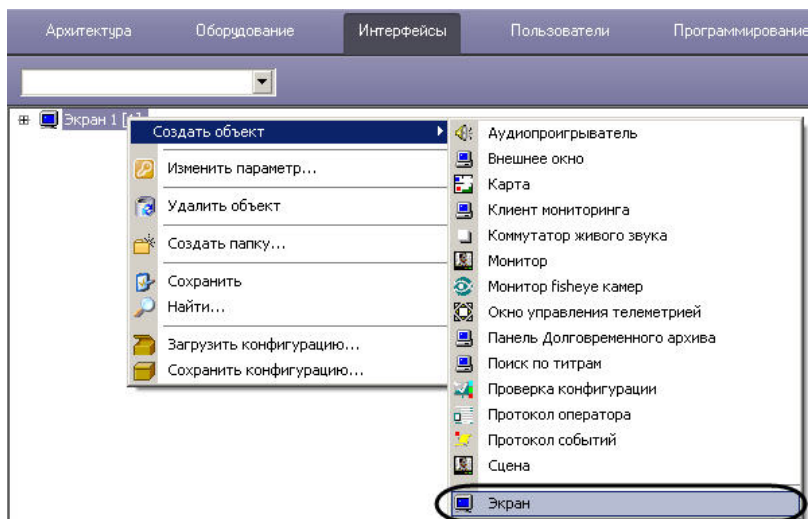 Архитектура Оборудование Интерфейсы Пользователи Программирование
Экран 1 [1]
Создать объект
Изменить параметр...
Удалить объект
Создать папку...
Сохранить
Найти...
Загрузить конфигурацию...
Сохранить конфигурацию...
Аудиопроигрыватель
Внешнее окно
Карта
Клиент мониторинга
Коммутатор живого звука
Монитор
Монитор fisheye камер
Окно управления телеметрией
Панель Долговременного архива
Поиск по титрам
Проверка конфигурации
Протокол оператора
Протокол событий
Сцена
Экран